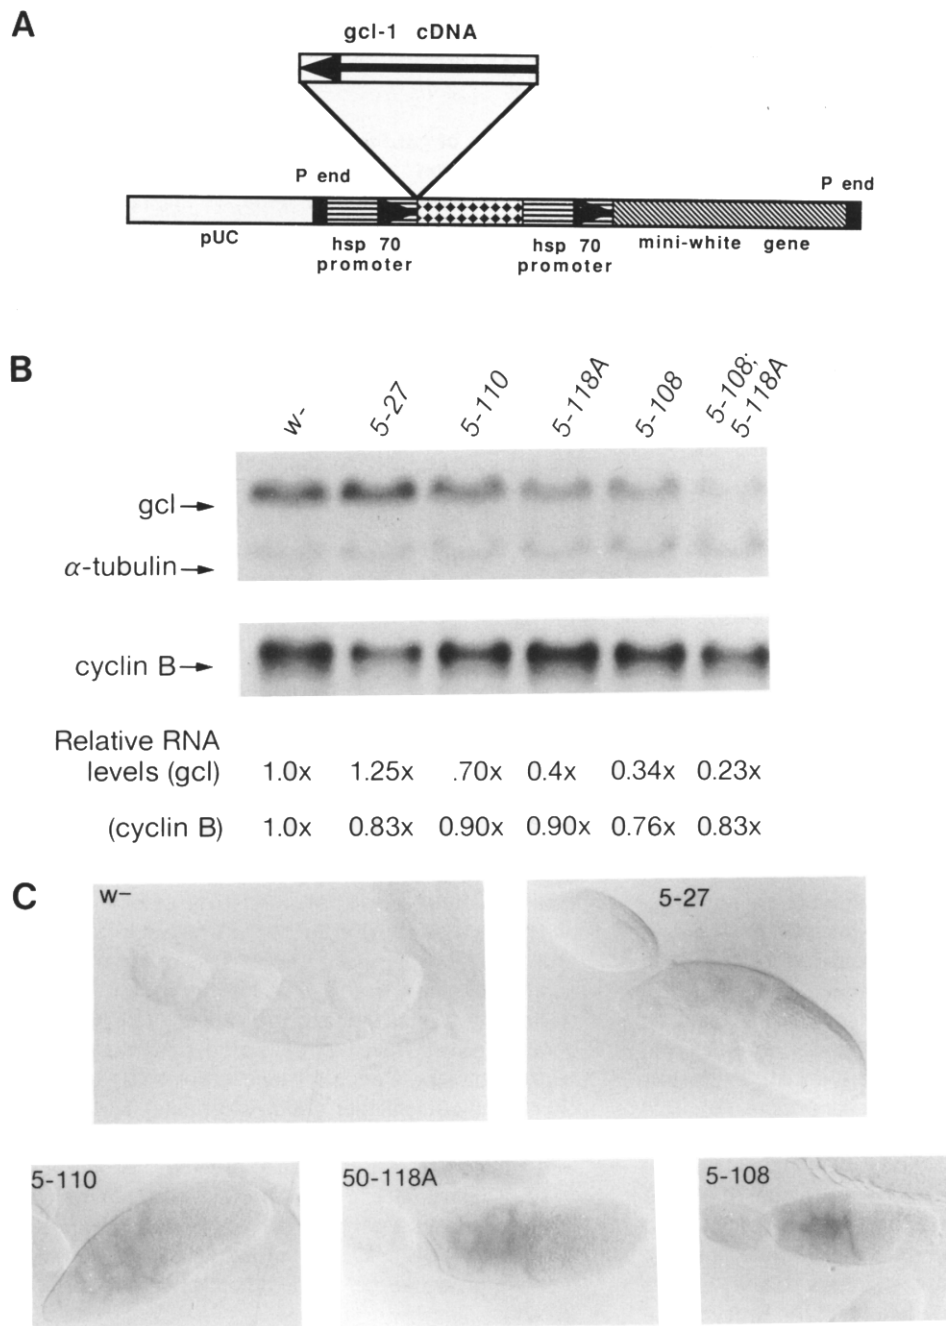 A
gcl-1 cDNA
P end
P end
pUC
hsp 70
promoter
hsp 70
promoter
mini-white gene
B
w-
5-27
5-110
5-118A
5-108
5-108;
5-118A
gcl
α-tubulin
cyclin B
Relative RNA
levels (gcl) 1.0x 1.25x .70x 0.4x 0.34x 0.23x
(cyclin B) 1.0x 0.83x 0.90x 0.90x 0.76x 0.83x
C
w–
5-27
5-110
50-118A
5-108